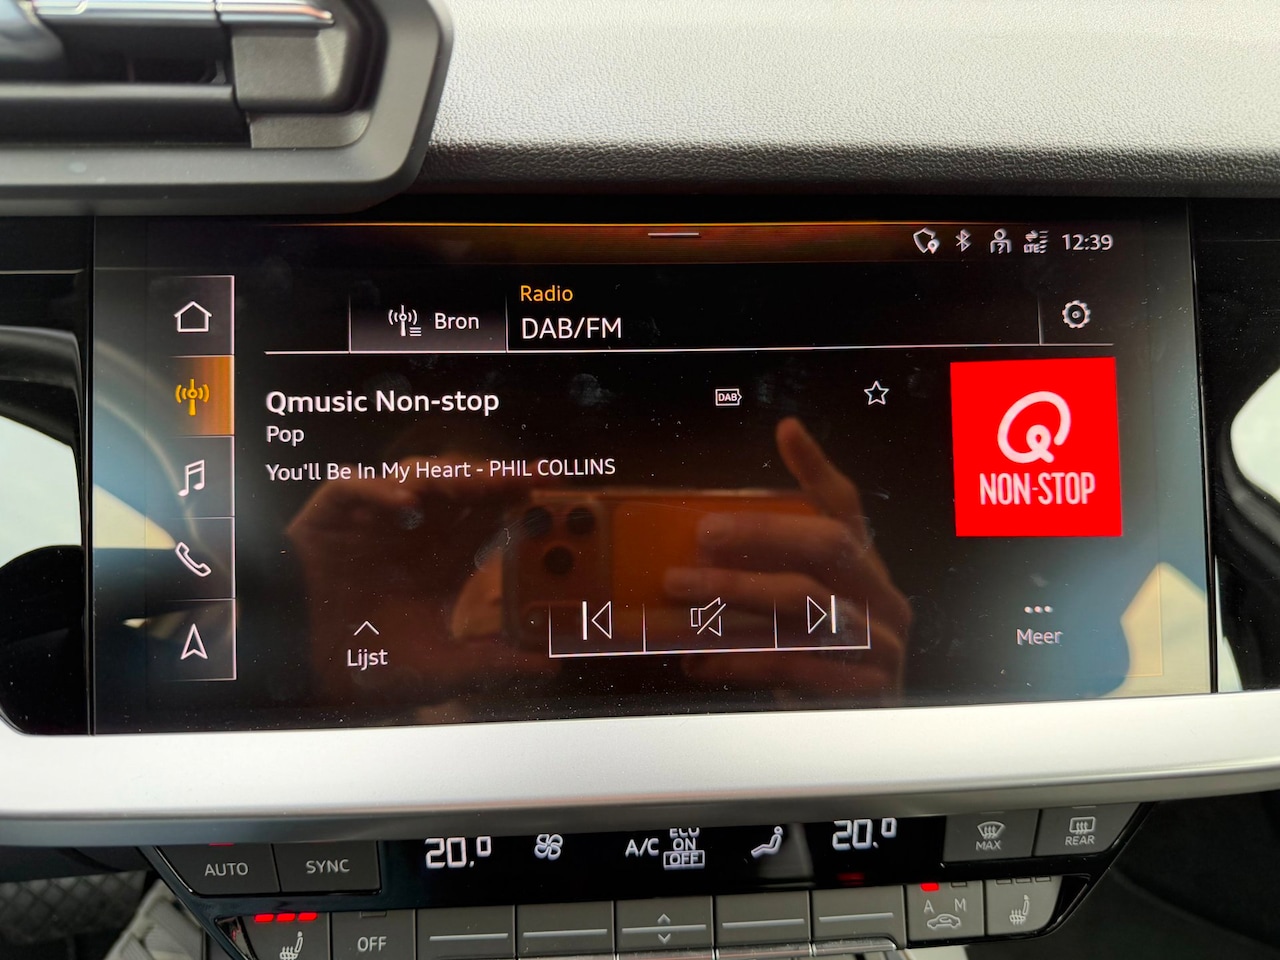 LTE 12:39
Radio
Bron DAB/FM
Qmusic Non-stop DAB
Pop
You'll Be In My Heart - PHIL COLLINS
NON-STOP
Lijst
Meer
AUTO SYNC 20.0 A/C ECO ON OFF 20.0 MAX REAR
OFF A M